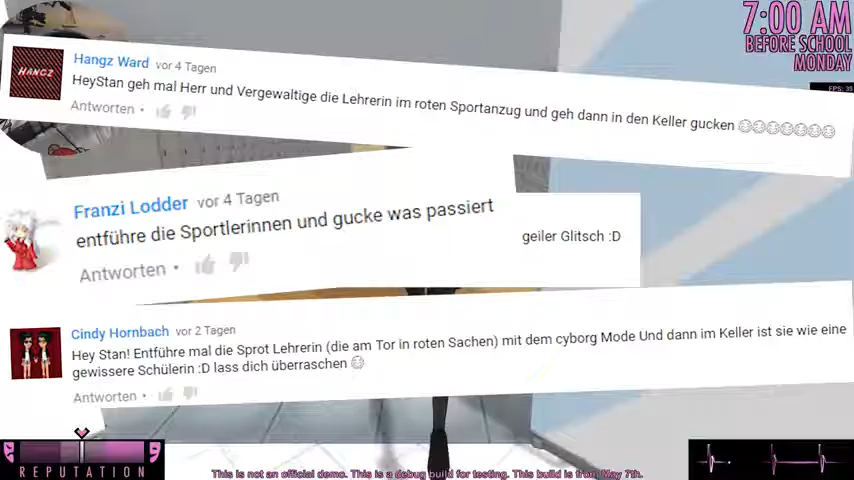 7:00 AM
BEFORE SCHOOL
MONDAY
FPS: 39
HANGZ
Hangz Ward vor 4 Tagen
HeyStan geh mal Herr und Vergewaltige die Lehrerin im roten Sportanzug und geh dann in den Keller gucken 😳😳😳😳😳😳😳
Antworten •
Franzi Lodder vor 4 Tagen
entführe die Sportlerinnen und gucke was passiert
geiler Glitsch :D
Antworten •
Cindy Hornbach vor 2 Tagen
Hey Stan! Entführe mal die Sprot Lehrerin (die am Tor in roten Sachen) mit dem cyborg Mode Und dann im Keller ist sie wie eine
gewissere Schülerin :D lass dich überraschen 😳
Antworten •
REPUTATION
This is not an official demo. This is a debug build for testing. This build is from May 7th.